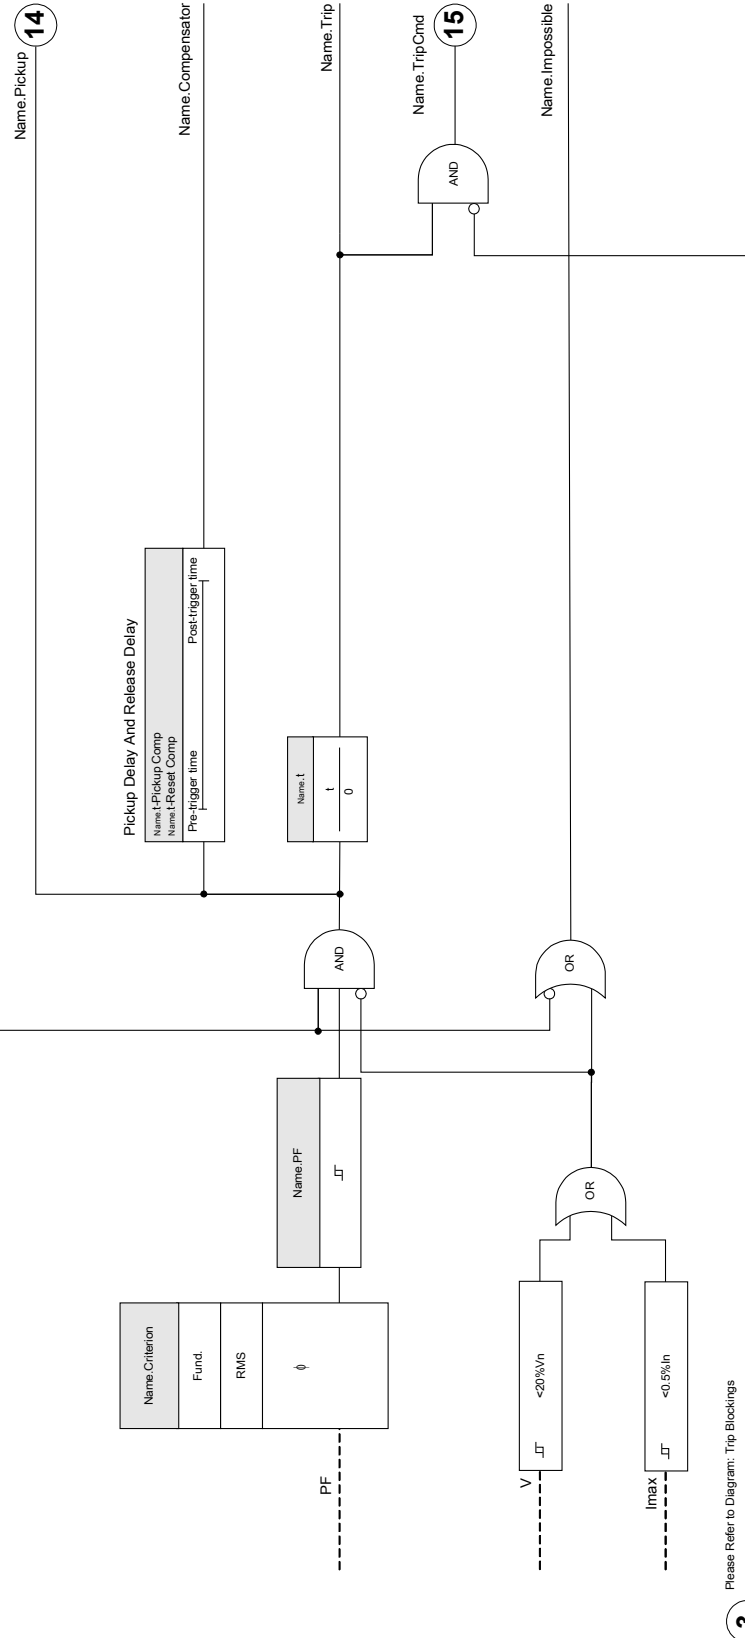 Name.Pickup
14
Pickup Delay And Release Delay
Name.t-Pickup Comp
Name.t-Reset Comp
Pre-trigger time
Post-trigger time
Name.Compensator
Name.Criterion
Fund.
RMS
ϕ
PF
Name.PF
AND
Name.t
t
0
Name.Trip
Name.TripCmd
15
AND
V
<20%Vn
Imax
<0.5%In
OR
OR
Name.Impossible
Please Refer to Diagram: Trip Blockings